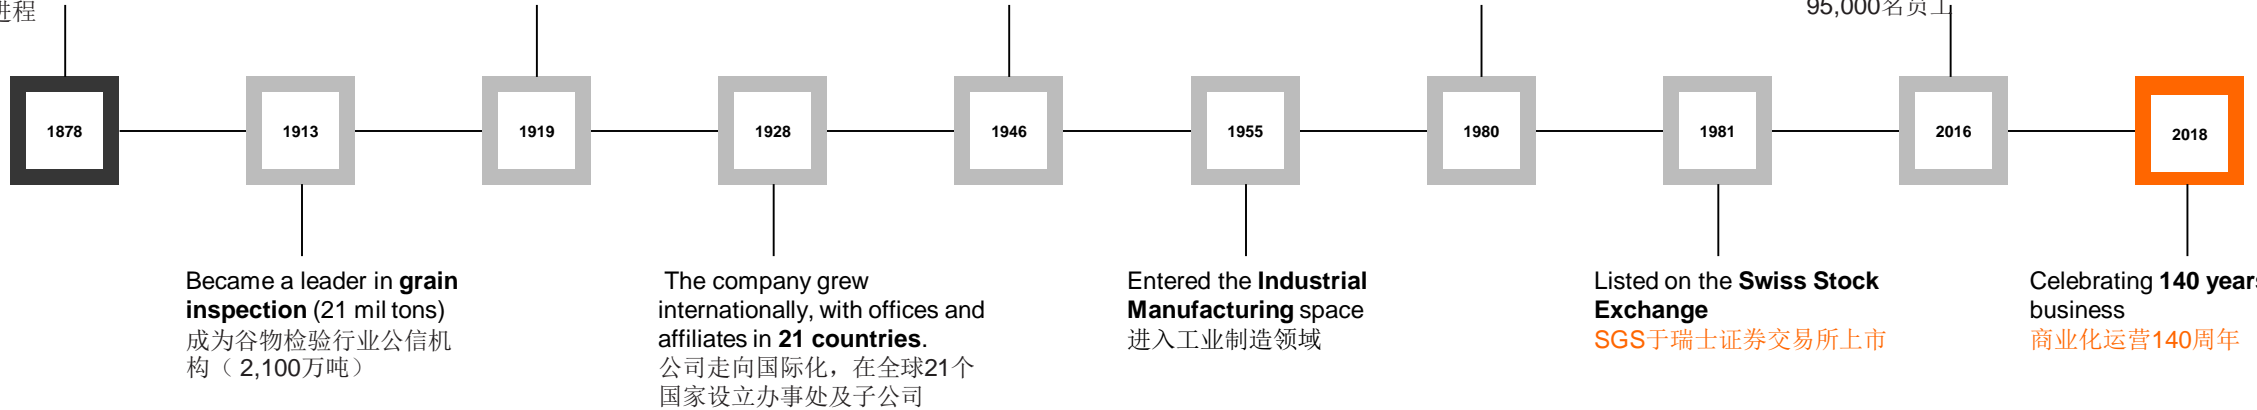 进程
95,000名员工
1878
1913
1919
1928
1946
1955
1980
1981
2016
2018
Became a leader in grain
inspection (21 mil tons)
成为谷物检验行业公信机
构（ 2,100万吨）
The company grew
internationally, with offices and
affiliates in 21 countries.
公司走向国际化，在全球21个
国家设立办事处及子公司
Entered the Industrial
Manufacturing space
进入工业制造领域
Listed on the Swiss Stock
Exchange
SGS于瑞士证券交易所上市
Celebrating 140 years
business
商业化运营140周年